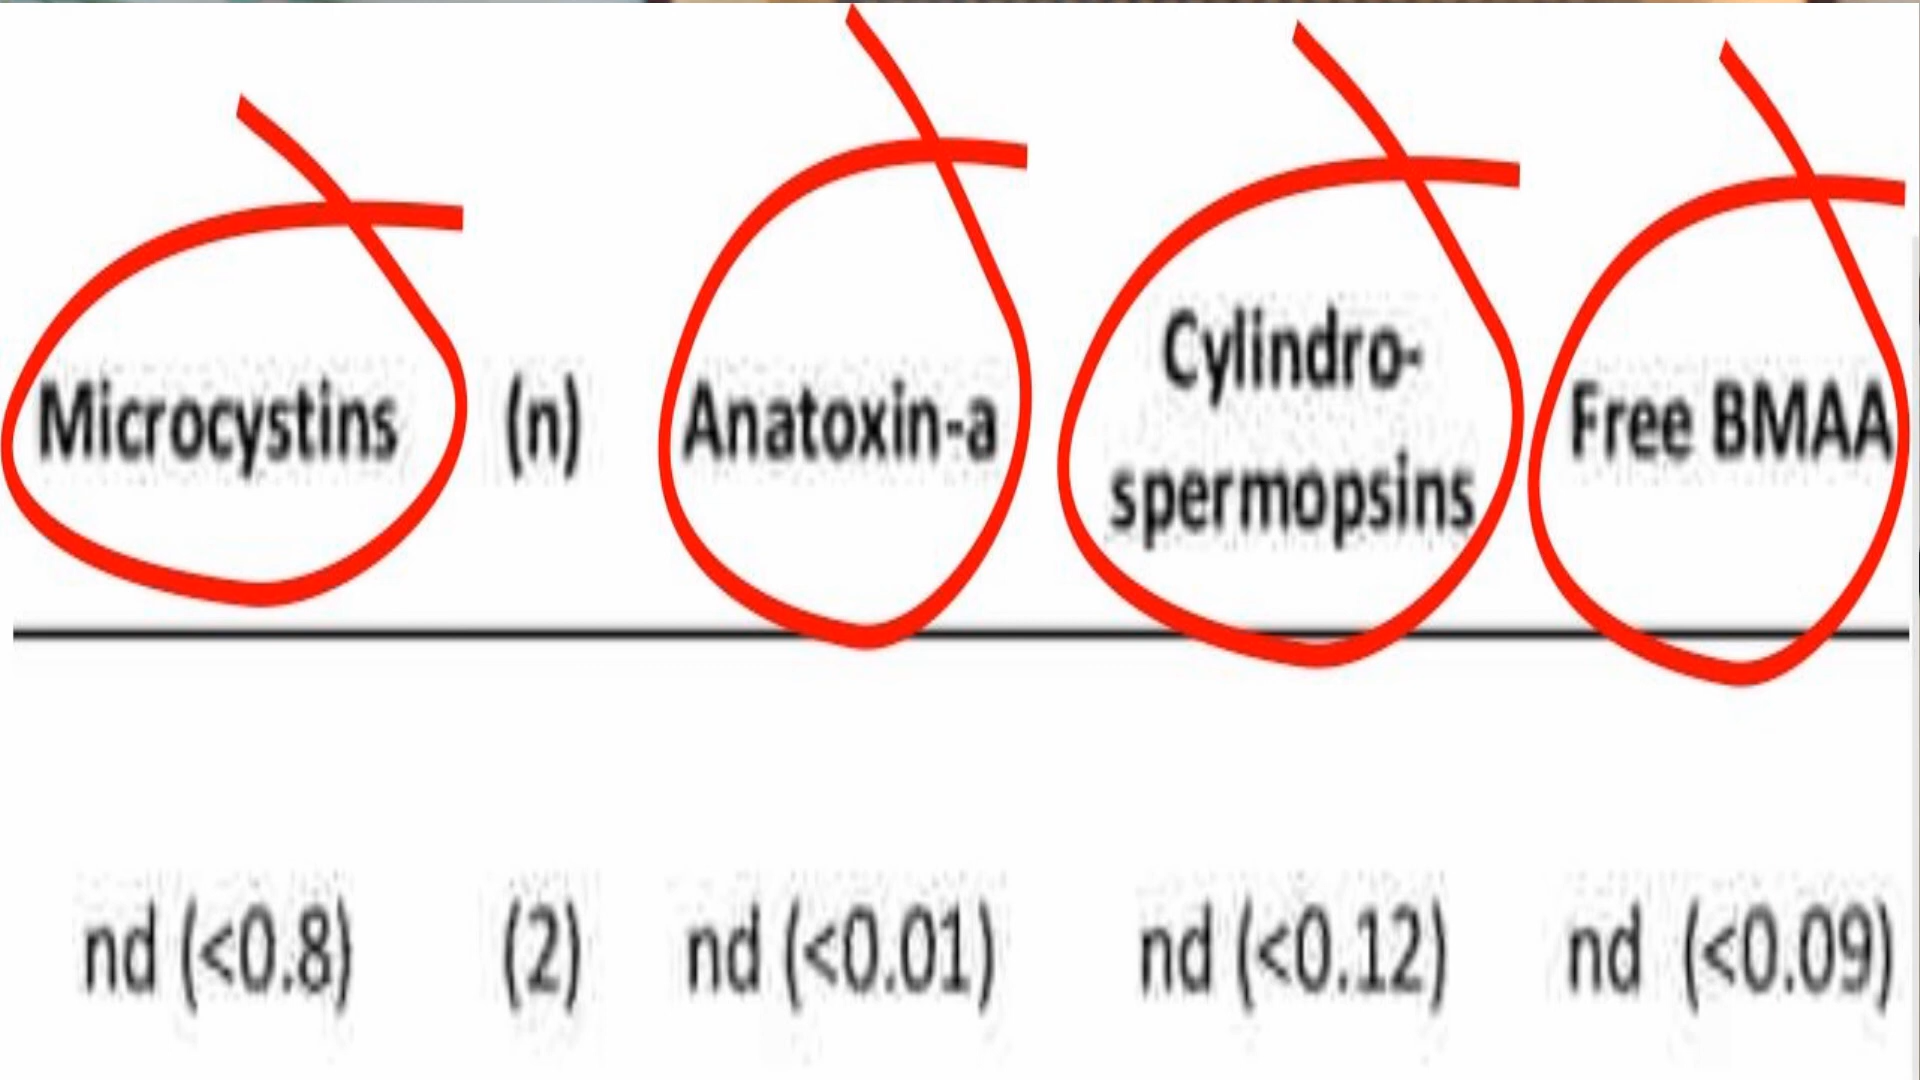 Microcystins (n) Anatoxin-a Cylindro-
spermopsins Free BMAA
nd (<0.8) (2) nd (<0.01) nd (<0.12) nd (<0.09)